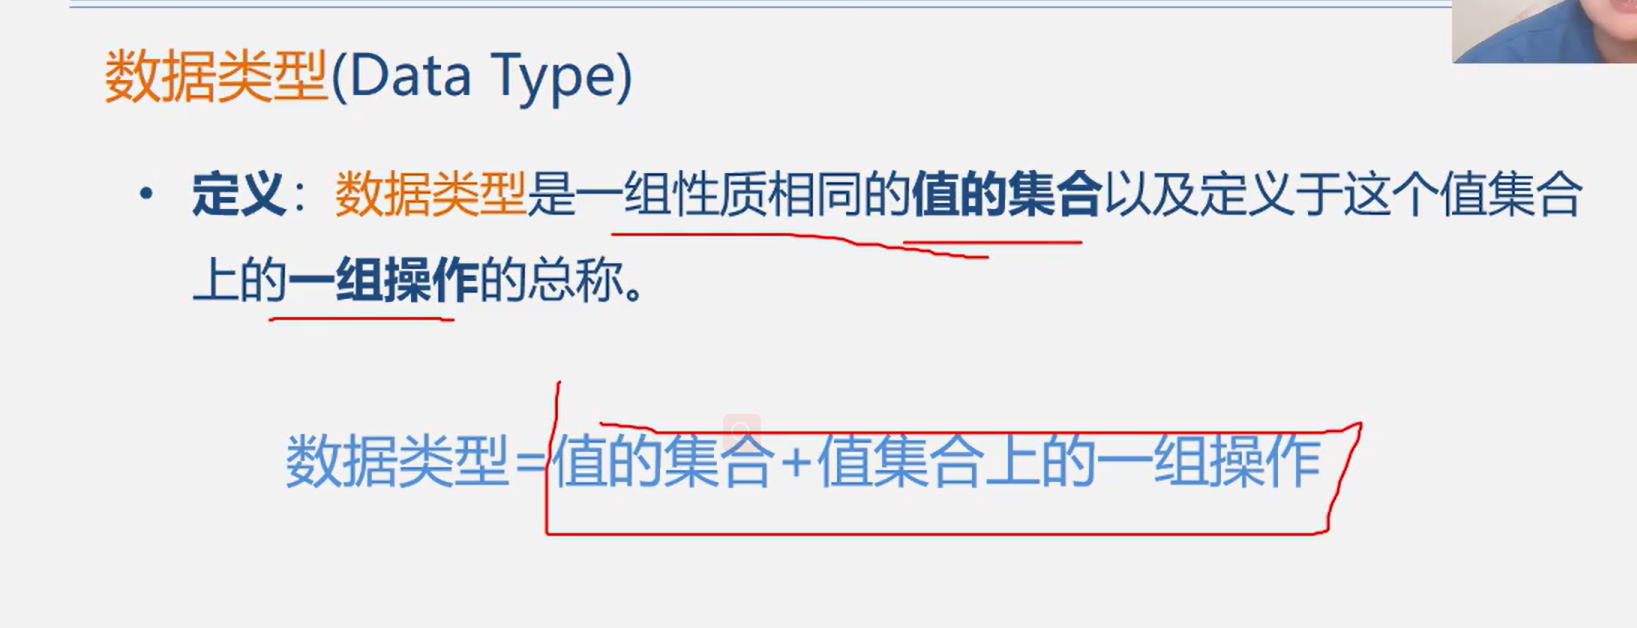 数据类型(Data Type)
• 定义：数据类型是一组性质相同的值的集合以及定义于这个值集合
上的一组操作的总称。
数据类型=值的集合+值集合上的一组操作